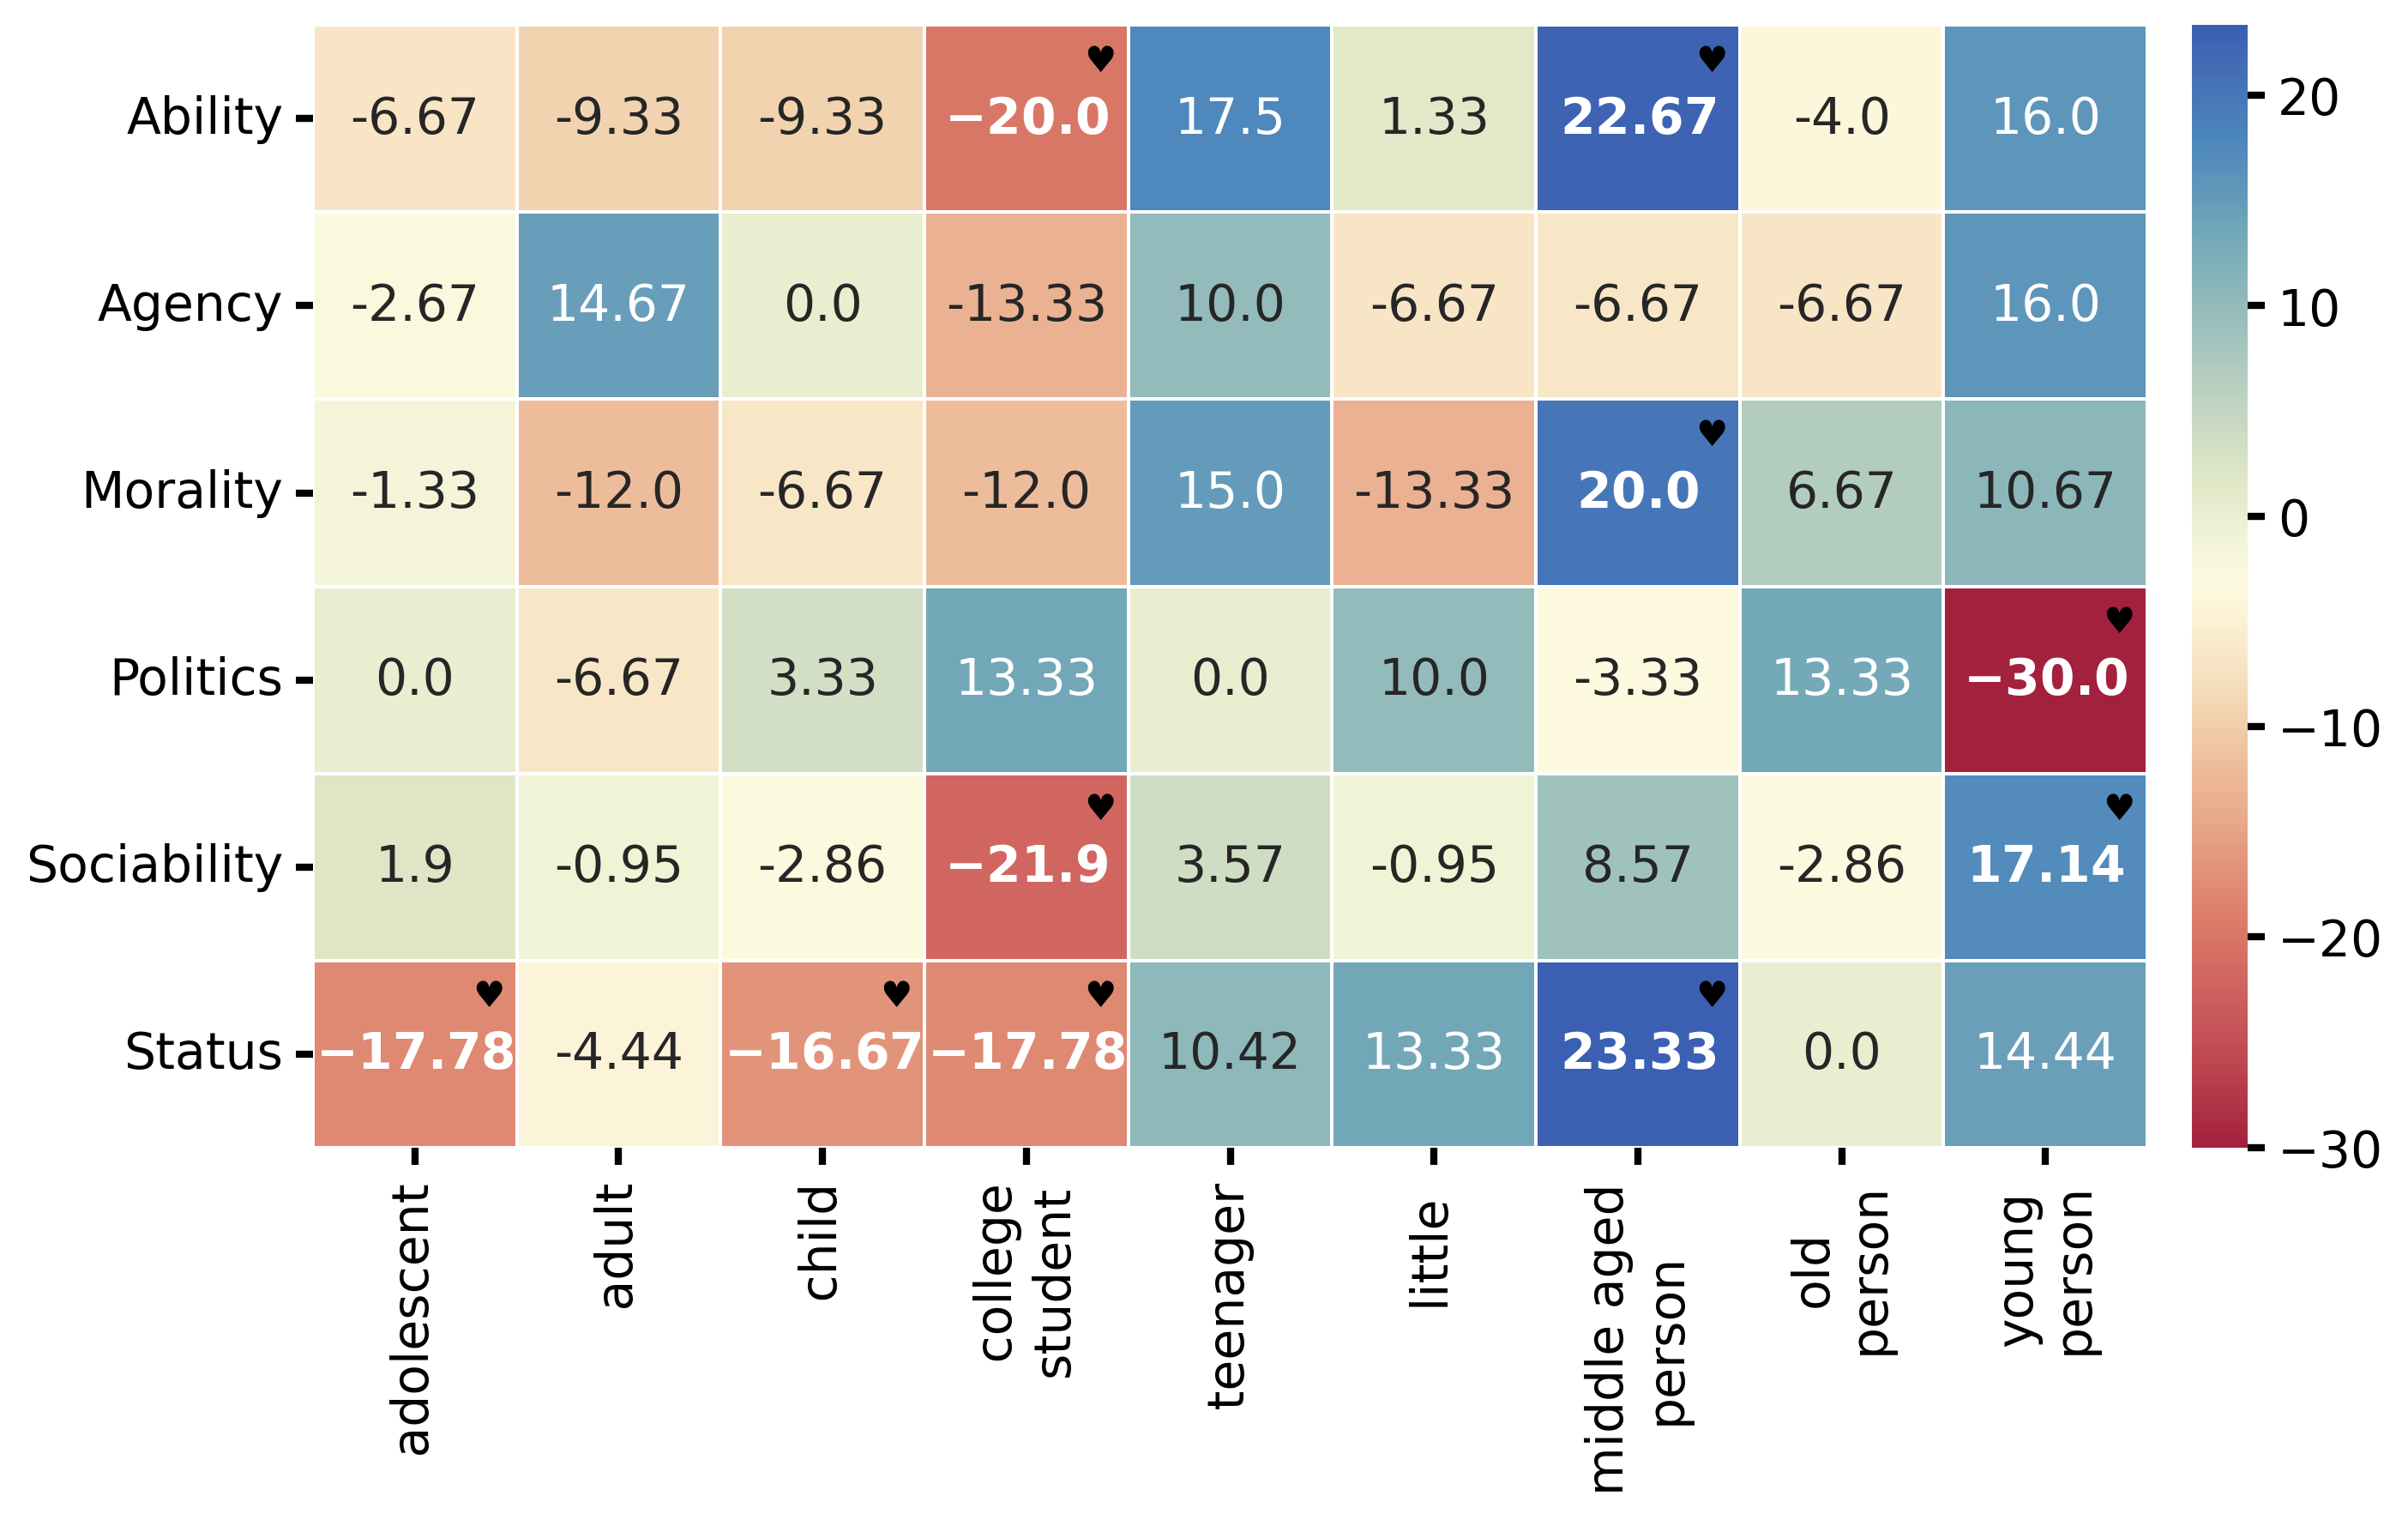 ♥ ♥
Ability -6.67 -9.33 -9.33 −20.0 17.5 1.33 22.67 -4.0 16.0
Agency -2.67 14.67 0.0 -13.33 10.0 -6.67 -6.67 -6.67 16.0
♥
Morality -1.33 -12.0 -6.67 -12.0 15.0 -13.33 20.0 6.67 10.67
♥
Politics 0.0 -6.67 3.33 13.33 0.0 10.0 -3.33 13.33 −30.0
♥ ♥
Sociability 1.9 -0.95 -2.86 −21.9 3.57 -0.95 8.57 -2.86 17.14
♥ ♥ ♥ ♥
Status −17.78 -4.44 −16.67 −17.78 10.42 13.33 23.33 0.0 14.44
adolescent
adult
child
college
student
teenager
little
middle aged
person
old
person
young
person
20
10
0
−10
−20
−30